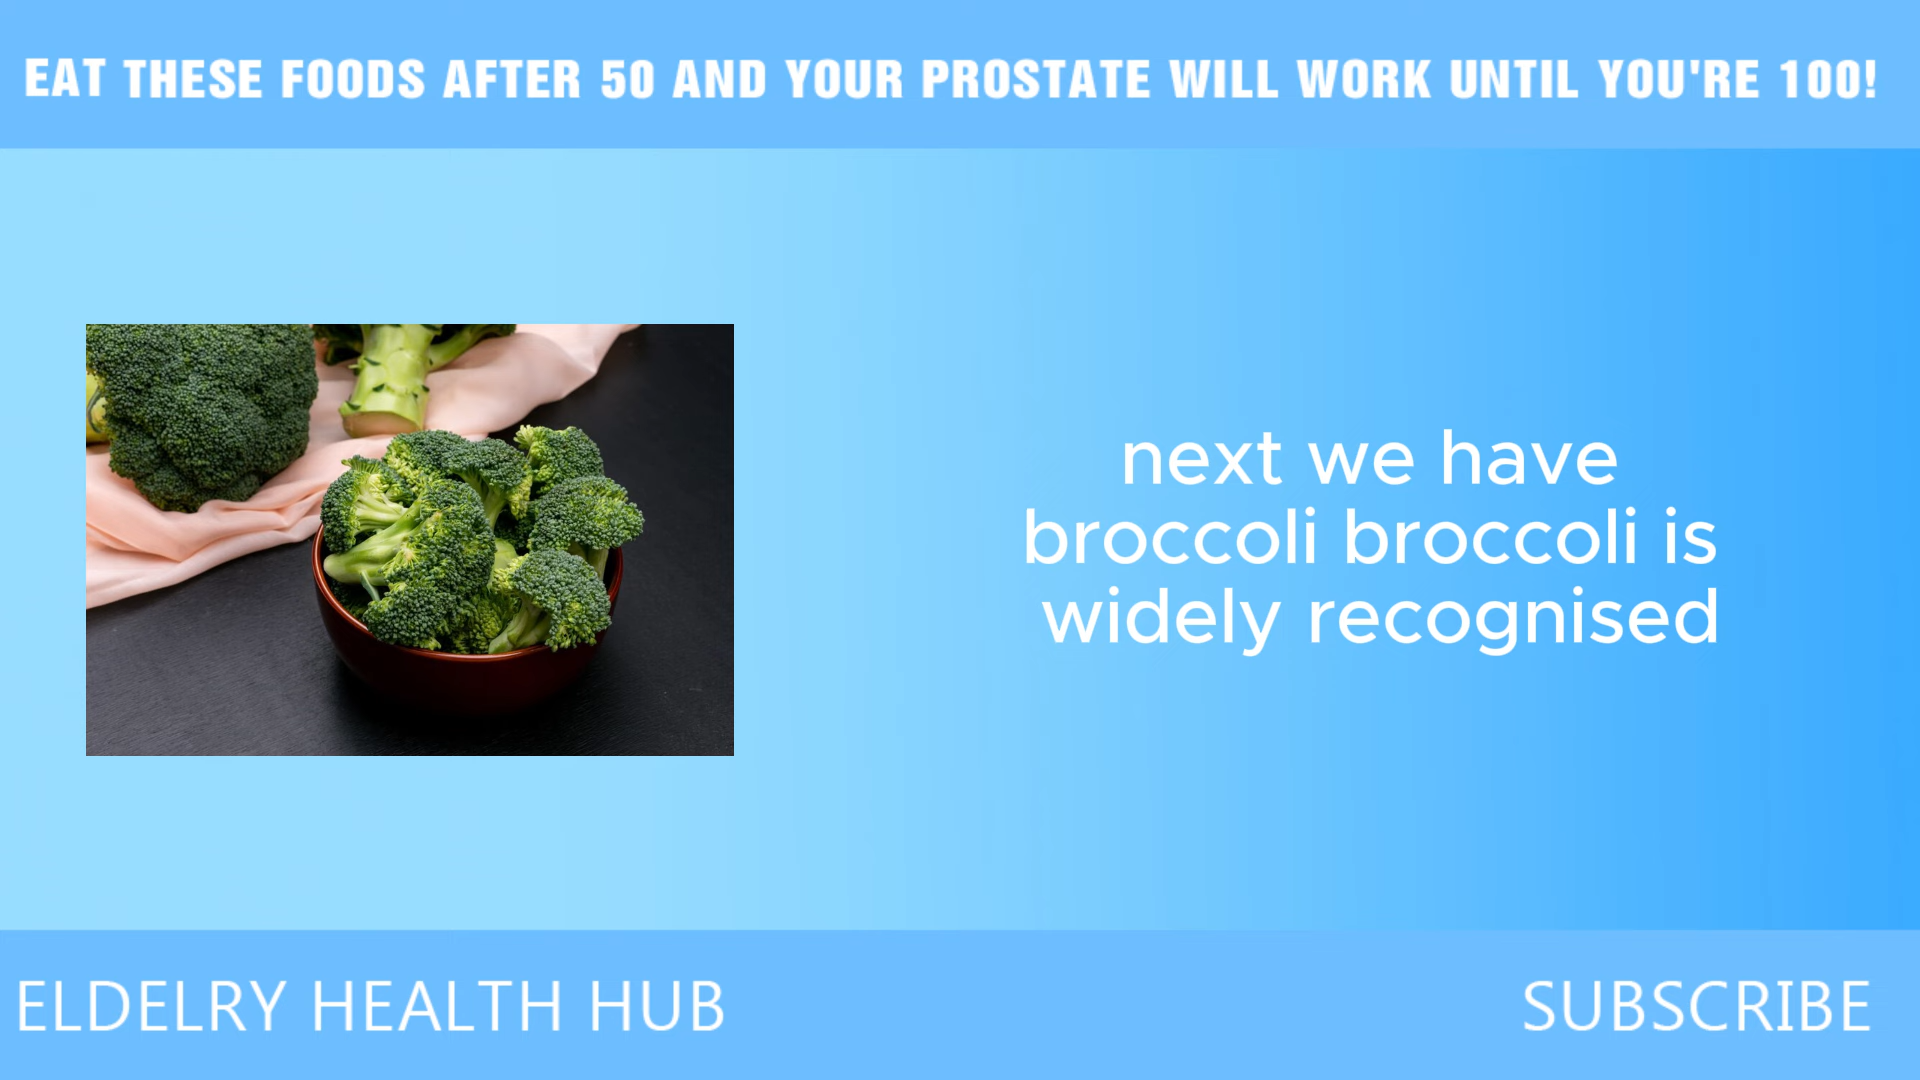 EAT THESE FOODS AFTER 50 AND YOUR PROSTATE WILL WORK UNTIL YOU'RE 100!
next we have
broccoli broccoli is
widely recognised
ELDELRY HEALTH HUB
SUBSCRIBE